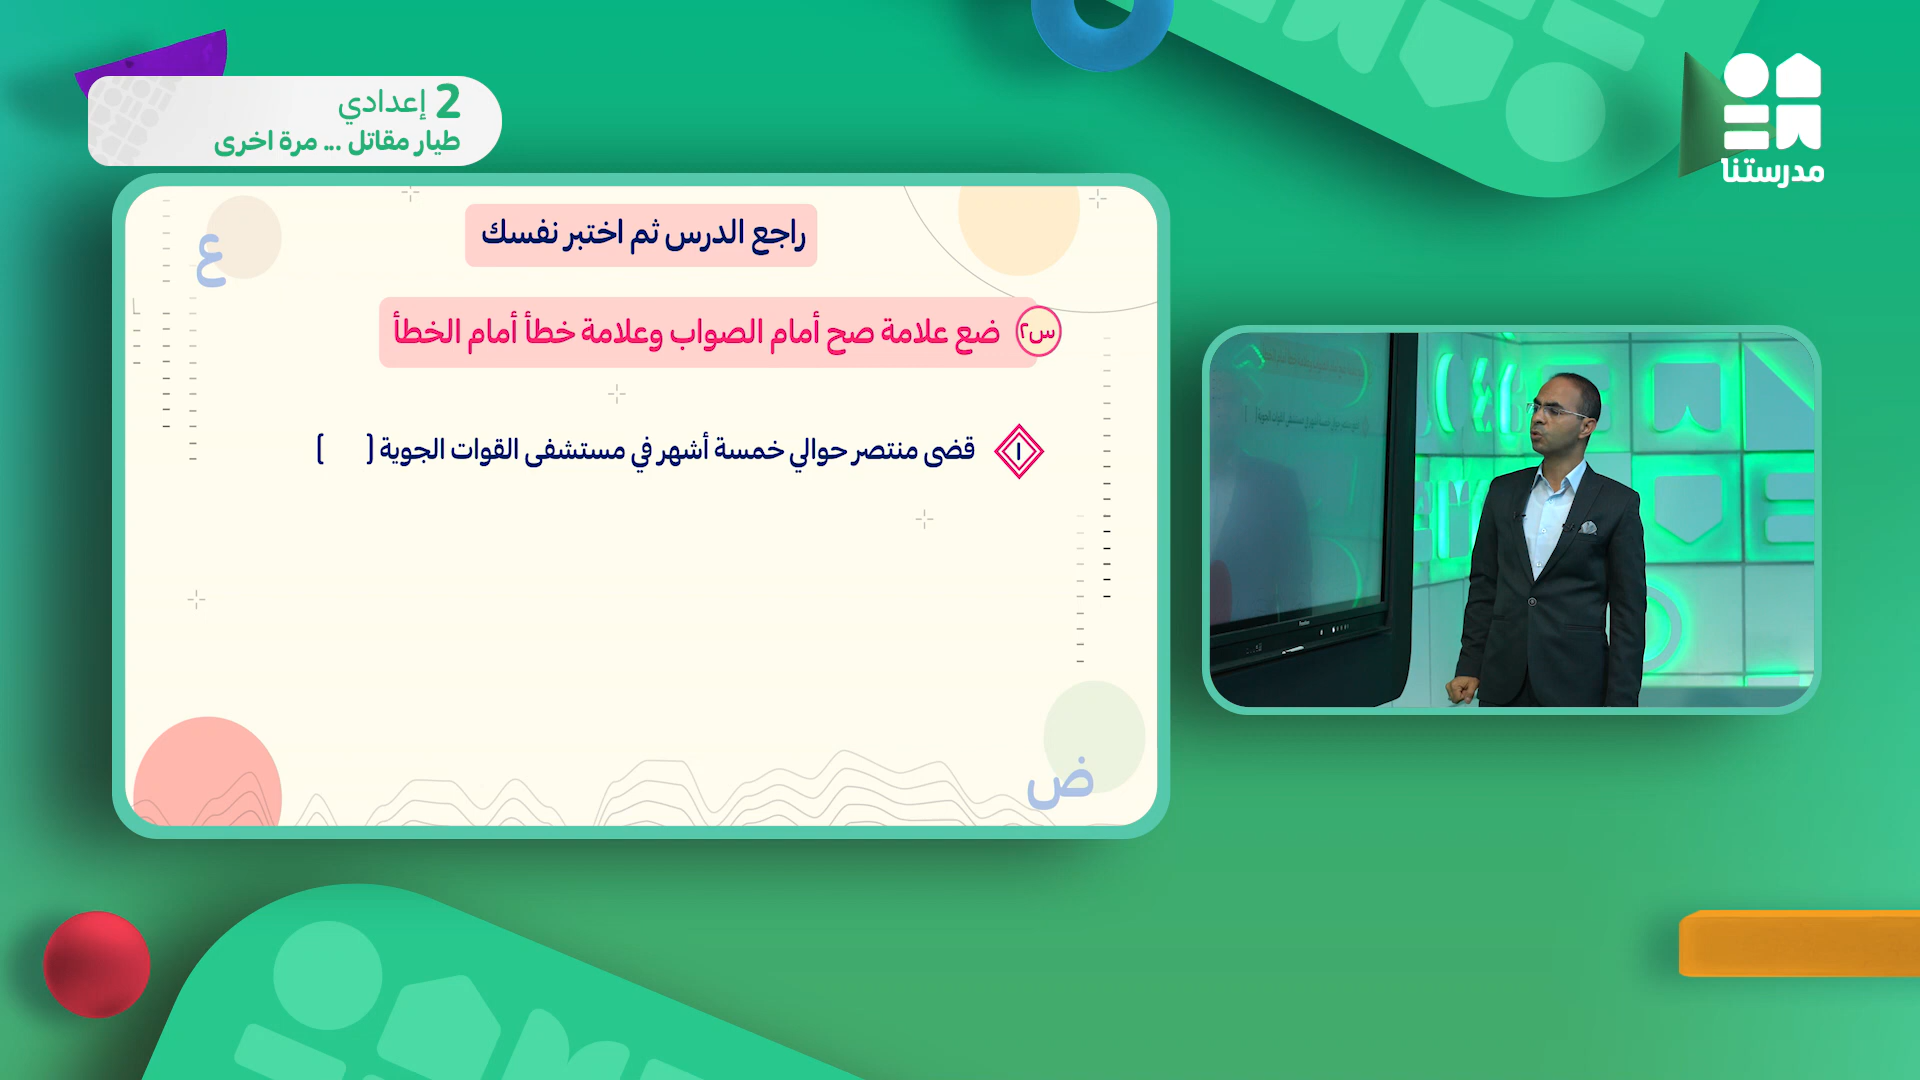 2 إعدادي
طيار مقاتل ... مرة اخرى
مدرستنا
راجع الدرس ثم اختبر نفسك
س٢ ضع علامة صح أمام الصواب وعلامة خطأ أمام الخطأ
١ قضى منتصر حوالي خمسة أشهر في مستشفى القوات الجوية [ ]
ع
ض